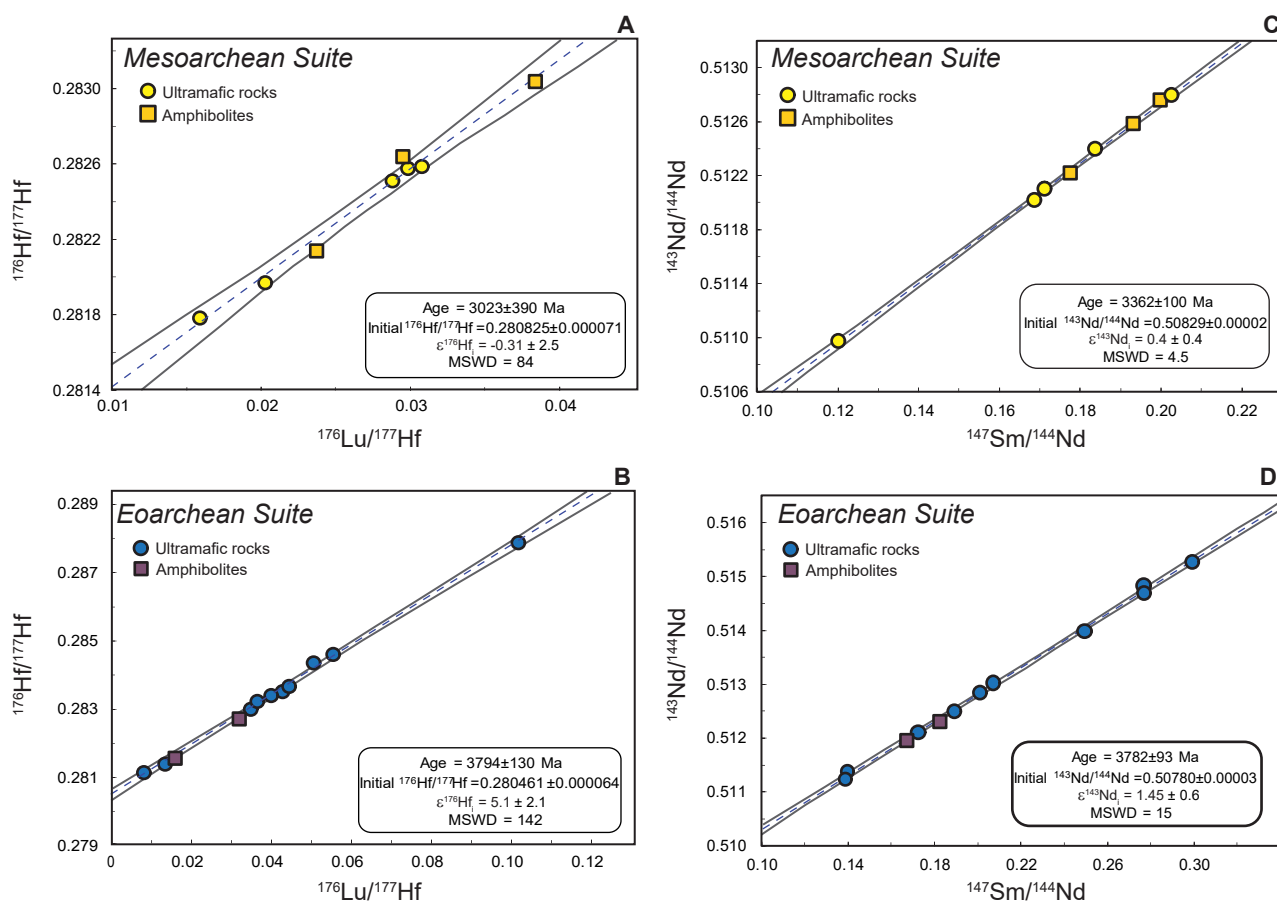 A
Mesoarchean Suite
Ultramafic rocks
Amphibolites
0.2830
0.2826
0.2822
0.2818
0.2814
¹⁷⁶Hf/¹⁷⁷Hf
Age = 3023±390 Ma
Initial ¹⁷⁶Hf/¹⁷⁷Hf =0.280825±0.000071
ε¹⁷⁶Hfᵢ = -0.31 ± 2.5
MSWD = 84
0.01 0.02 0.03 0.04
¹⁷⁶Lu/¹⁷⁷Hf
C
Mesoarchean Suite
Ultramafic rocks
Amphibolites
0.5130
0.5126
0.5122
0.5118
0.5114
0.5110
0.5106
¹⁴³Nd/¹⁴⁴Nd
Age = 3362±100 Ma
Initial ¹⁴³Nd/¹⁴⁴Nd =0.50829±0.00002
ε¹⁴³Ndᵢ = 0.4 ± 0.4
MSWD = 4.5
0.10 0.12 0.14 0.16 0.18 0.20 0.22
¹⁴⁷Sm/¹⁴⁴Nd
B
Eoarchean Suite
Ultramafic rocks
Amphibolites
0.289
0.287
0.285
0.283
0.281
0.279
¹⁷⁶Hf/¹⁷⁷Hf
Age = 3794±130 Ma
Initial ¹⁷⁶Hf/¹⁷⁷Hf =0.280461±0.000064
ε¹⁷⁶Hfᵢ = 5.1 ± 2.1
MSWD = 142
0 0.02 0.04 0.06 0.08 0.10 0.12
¹⁷⁶Lu/¹⁷⁷Hf
D
Eoarchean Suite
Ultramafic rocks
Amphibolites
0.516
0.515
0.514
0.513
0.512
0.511
0.510
¹⁴³Nd/¹⁴⁴Nd
Age = 3782±93 Ma
Initial ¹⁴³Nd/¹⁴⁴Nd =0.50780±0.00003
ε¹⁴³Ndᵢ = 1.45 ± 0.6
MSWD = 15
0.10 0.14 0.18 0.22 0.26 0.30
¹⁴⁷Sm/¹⁴⁴Nd